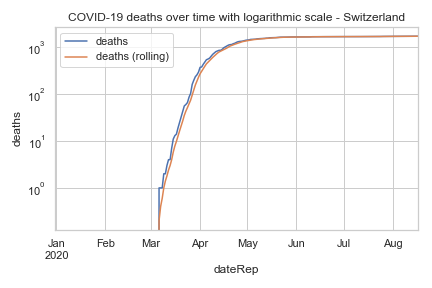 COVID-19 deaths over time with logarithmic scale - Switzerland
deaths
deaths (rolling)
10³
10²
10¹
10⁰
deaths
Jan Feb Mar Apr May Jun Jul Aug
2020
dateRep